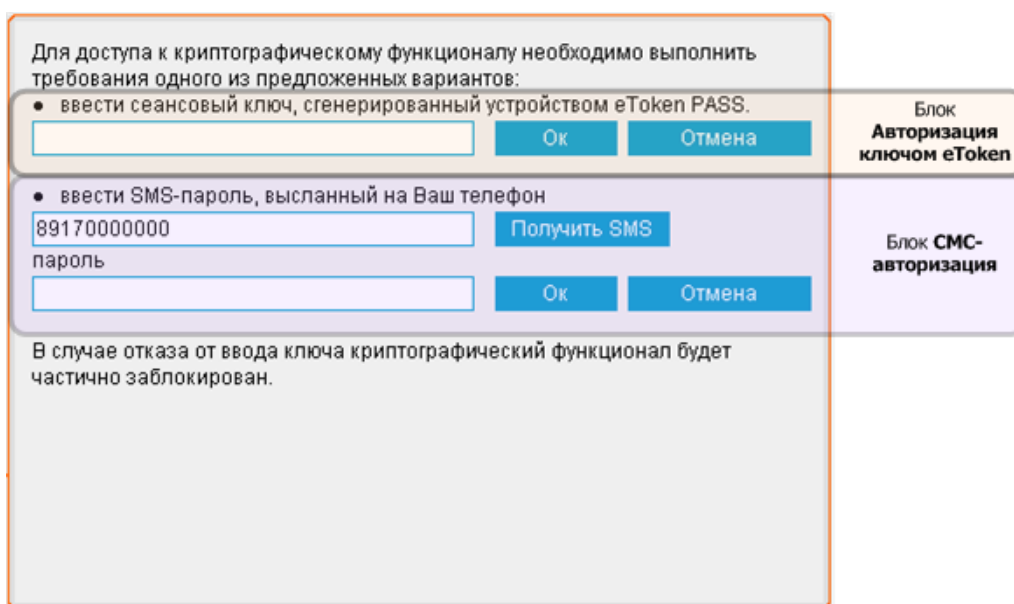 Для доступа к криптографическому функционалу необходимо выполнить
требования одного из предложенных вариантов:
• ввести сеансовый ключ, сгенерированный устройством eToken PASS.
Ок Отмена
Блок
Авторизация
ключом eToken
• ввести SMS-пароль, высланный на Ваш телефон
89170000000 Получить SMS
пароль
Ок Отмена
Блок СМС-
авторизация
В случае отказа от ввода ключа криптографический функционал будет
частично заблокирован.